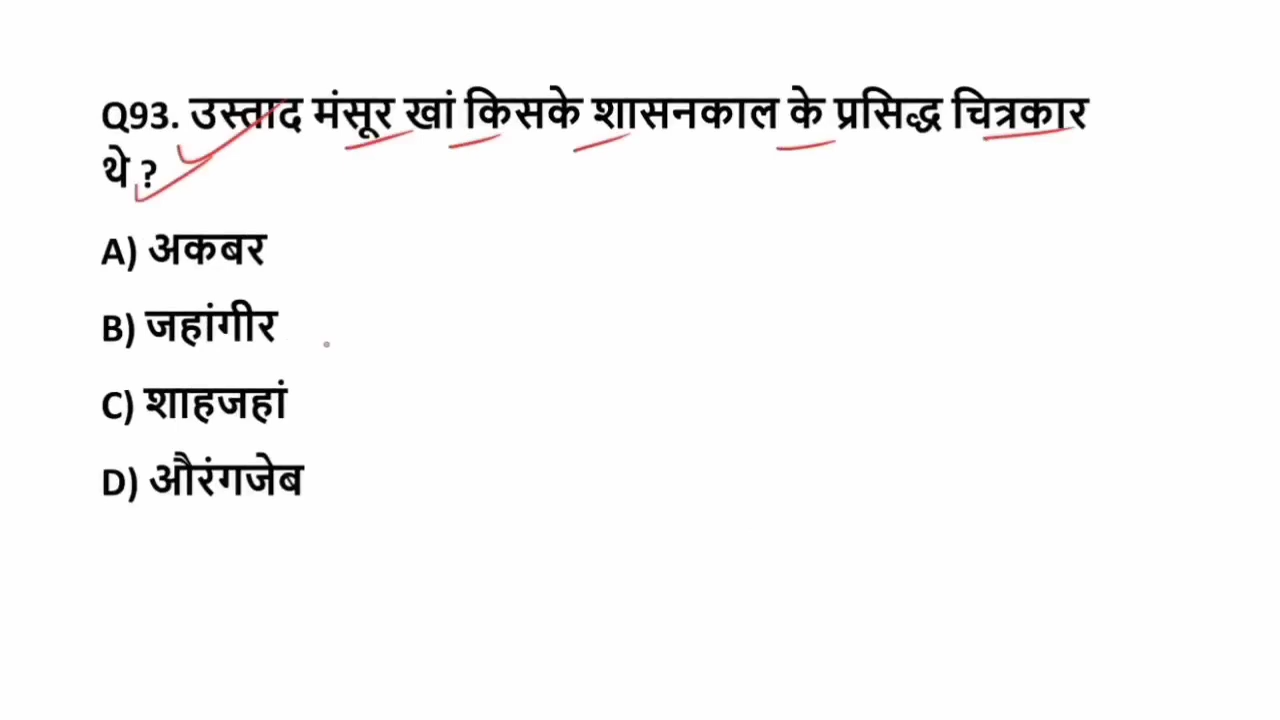 Q93. उस्ताद मंसूर खां किसके शासनकाल के प्रसिद्ध चित्रकार
थे ?
A) अकबर
B) जहांगीर
C) शाहजहां
D) औरंगजेब